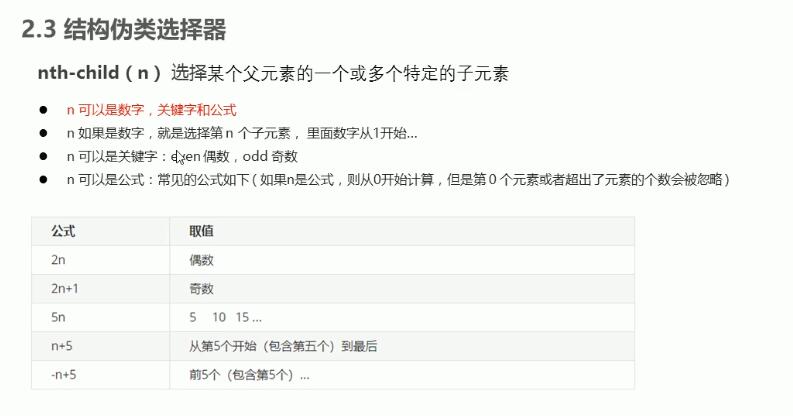 2.3 结构伪类选择器
nth-child（n） 选择某个父元素的一个或多个特定的子元素
● n 可以是数字，关键字和公式
● n 如果是数字，就是选择第 n 个子元素， 里面数字从1开始...
● n 可以是关键字：even 偶数，odd 奇数
● n 可以是公式：常见的公式如下 ( 如果n是公式，则从0开始计算，但是第 0 个元素或者超出了元素的个数会被忽略 )
公式 取值
2n 偶数
2n+1 奇数
5n 5 10 15 ...
n+5 从第5个开始（包含第五个）到最后
-n+5 前5个（包含第5个）...